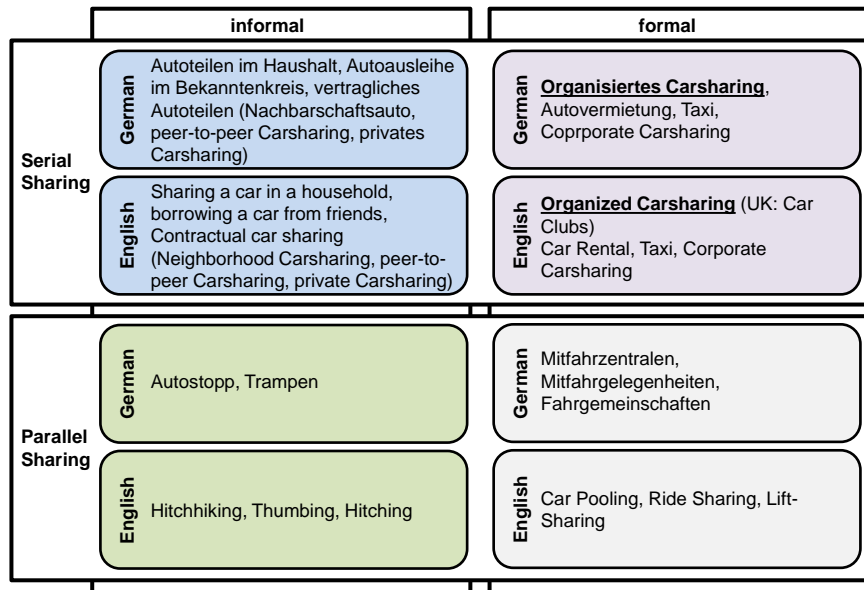 informal
formal
Serial
Sharing
German
Autoteilen im Haushalt, Autoausleihe
im Bekanntenkreis, vertragliches
Autoteilen (Nachbarschaftsauto,
peer-to-peer Carsharing, privates
Carsharing)
German
Organisiertes Carsharing,
Autovermietung, Taxi,
Coprporate Carsharing
English
Sharing a car in a household,
borrowing a car from friends,
Contractual car sharing
(Neighborhood Carsharing, peer-to-
peer Carsharing, private Carsharing)
English
Organized Carsharing (UK: Car
Clubs)
Car Rental, Taxi, Corporate
Carsharing
Parallel
Sharing
German
Autostopp, Trampen
German
Mitfahrzentralen,
Mitfahrgelegenheiten,
Fahrgemeinschaften
English
Hitchhiking, Thumbing, Hitching
English
Car Pooling, Ride Sharing, Lift-
Sharing